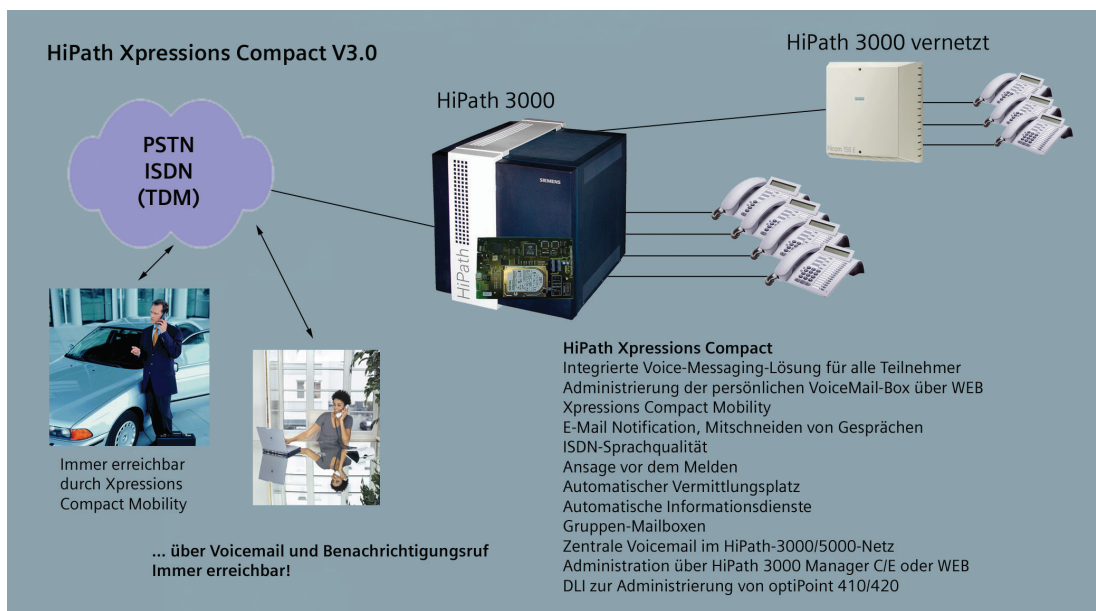 HiPath Xpressions Compact V3.0
HiPath 3000 vernetzt
HiPath 3000
PSTN
ISDN
(TDM)
SIEMENS
HiPath
Hicom 150 E
Immer erreichbar
durch Xpressions
Compact Mobility
... über Voicemail und Benachrichtigungsruf
Immer erreichbar!
HiPath Xpressions Compact
Integrierte Voice-Messaging-Lösung für alle Teilnehmer
Administrierung der persönlichen VoiceMail-Box über WEB
Xpressions Compact Mobility
E-Mail Notification, Mitschneiden von Gesprächen
ISDN-Sprachqualität
Ansage vor dem Melden
Automatischer Vermittlungsplatz
Automatische Informationsdienste
Gruppen-Mailboxen
Zentrale Voicemail im HiPath-3000/5000-Netz
Administration über HiPath 3000 Manager C/E oder WEB
DLI zur Administrierung von optiPoint 410/420